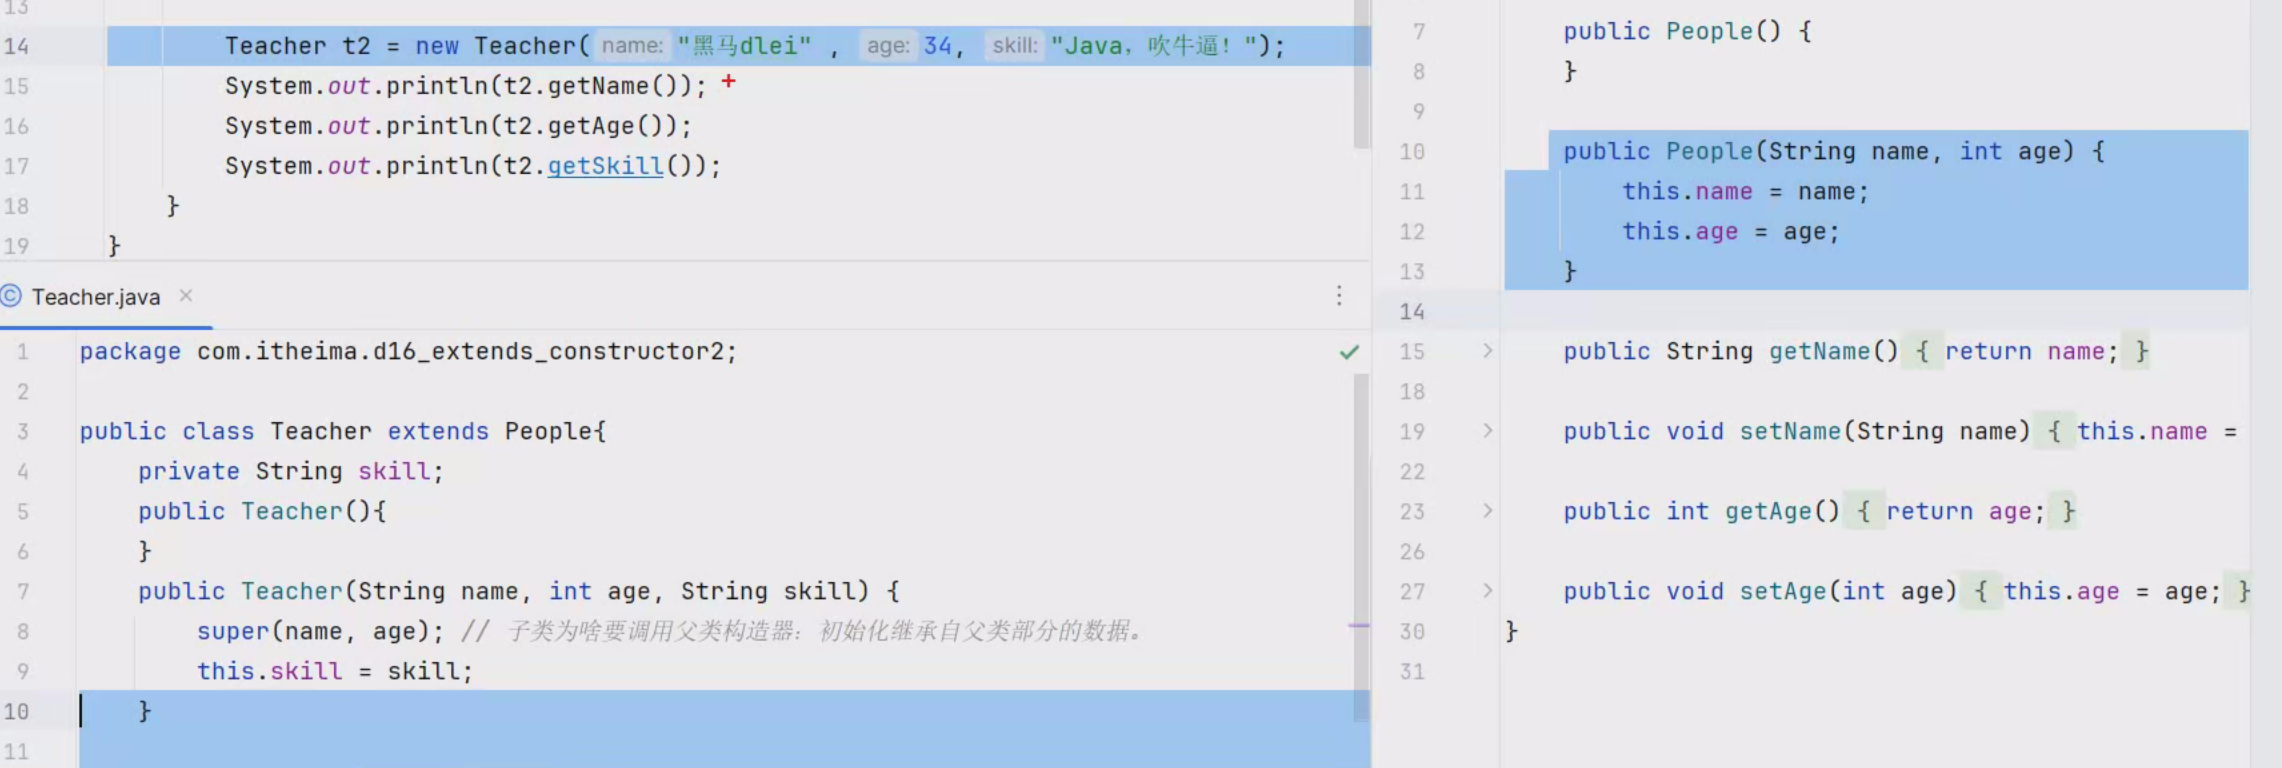 13
14 Teacher t2 = new Teacher( name: "黑马dlei" , age: 34, skill: "Java，吹牛逼！");
15 System.out.println(t2.getName()); +
16 System.out.println(t2.getAge());
17 System.out.println(t2.getSkill());
18 }
19 }
Teacher.java
1 package com.itheima.d16_extends_constructor2;
2
3 public class Teacher extends People{
4 private String skill;
5 public Teacher(){
6 }
7 public Teacher(String name, int age, String skill) {
8 super(name, age); // 子类为啥要调用父类构造器：初始化继承自父类部分的数据。
9 this.skill = skill;
10 }
11
7 public People() {
8 }
9
10 public People(String name, int age) {
11 this.name = name;
12 this.age = age;
13 }
14
15 public String getName() { return name; }
18
19 public void setName(String name) { this.name =
22
23 public int getAge() { return age; }
26
27 public void setAge(int age) { this.age = age; }
30 }
31